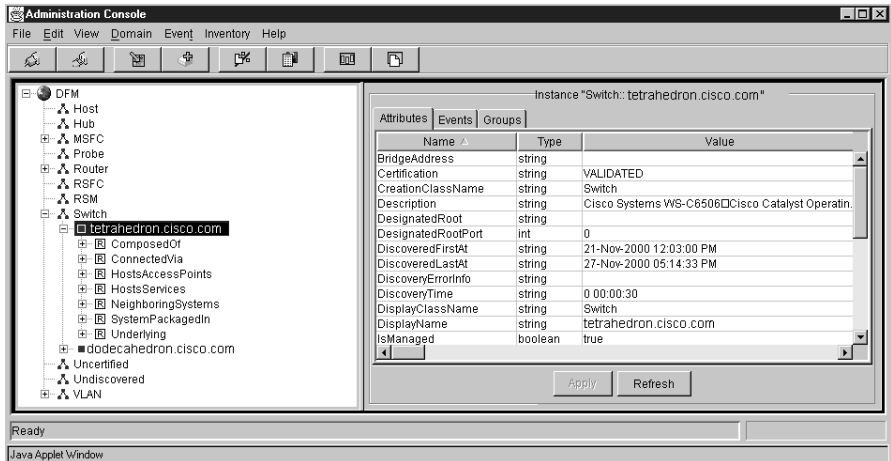 Administration Console
File Edit View Domain Event Inventory Help
DFM
Host
Hub
MSFC
Probe
Router
RSFC
RSM
Switch
tetrahedron.cisco.com
R ComposedOf
R ConnectedVia
R HostsAccessPoints
R HostsServices
R NeighboringSystems
R SystemPackagedIn
R Underlying
dodecahedron.cisco.com
Uncertified
Undiscovered
VLAN
Instance "Switch:: tetrahedron.cisco.com"
Attributes Events Groups
Name Type Value
BridgeAddress string
Certification string VALIDATED
CreationClassName string Switch
Description string Cisco Systems WS-C6506□Cisco Catalyst Operatin.
DesignatedRoot string
DesignatedRootPort int 0
DiscoveredFirstAt string 21-Nov-2000 12:03:00 PM
DiscoveredLastAt string 27-Nov-2000 05:14:33 PM
DiscoveryErrorInfo string
DiscoveryTime string 0 00:00:30
DisplayClassName string Switch
DisplayName string tetrahedron.cisco.com
IsManaged boolean true
Apply Refresh
Ready
Java Applet Window